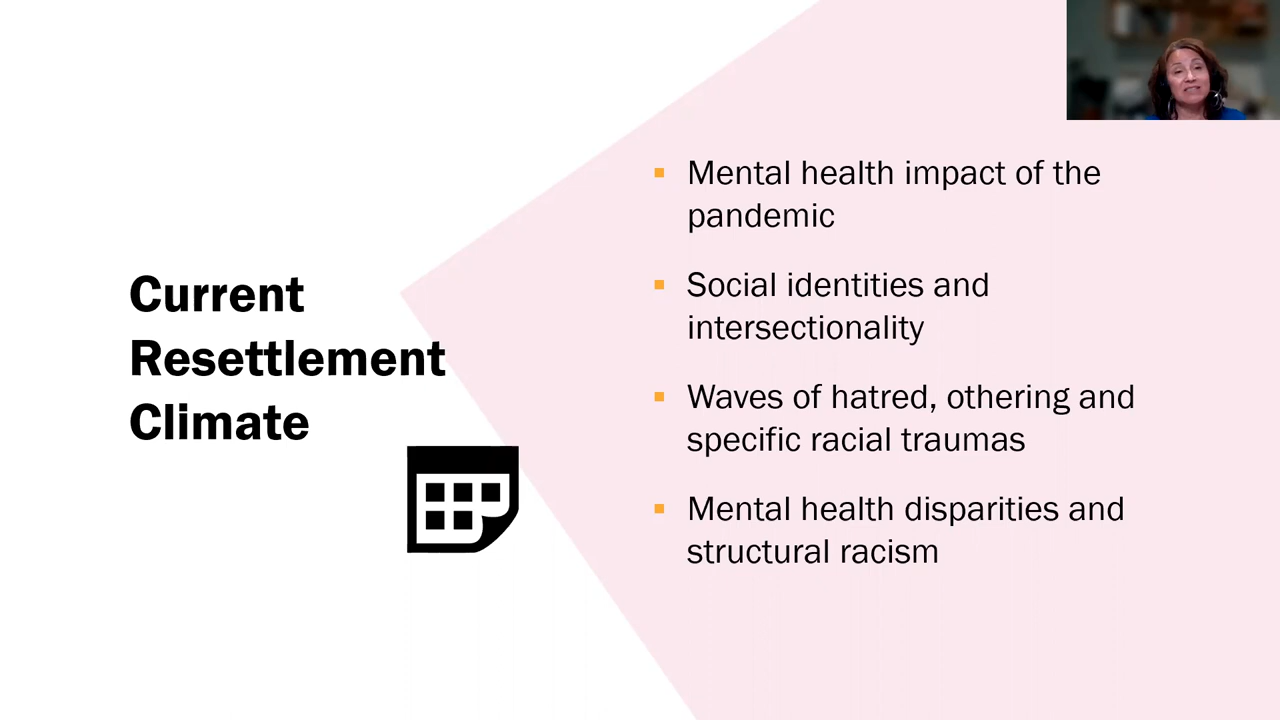 Current
Resettlement
Climate
Mental health impact of the
pandemic
Social identities and
intersectionality
Waves of hatred, othering and
specific racial traumas
Mental health disparities and
structural racism